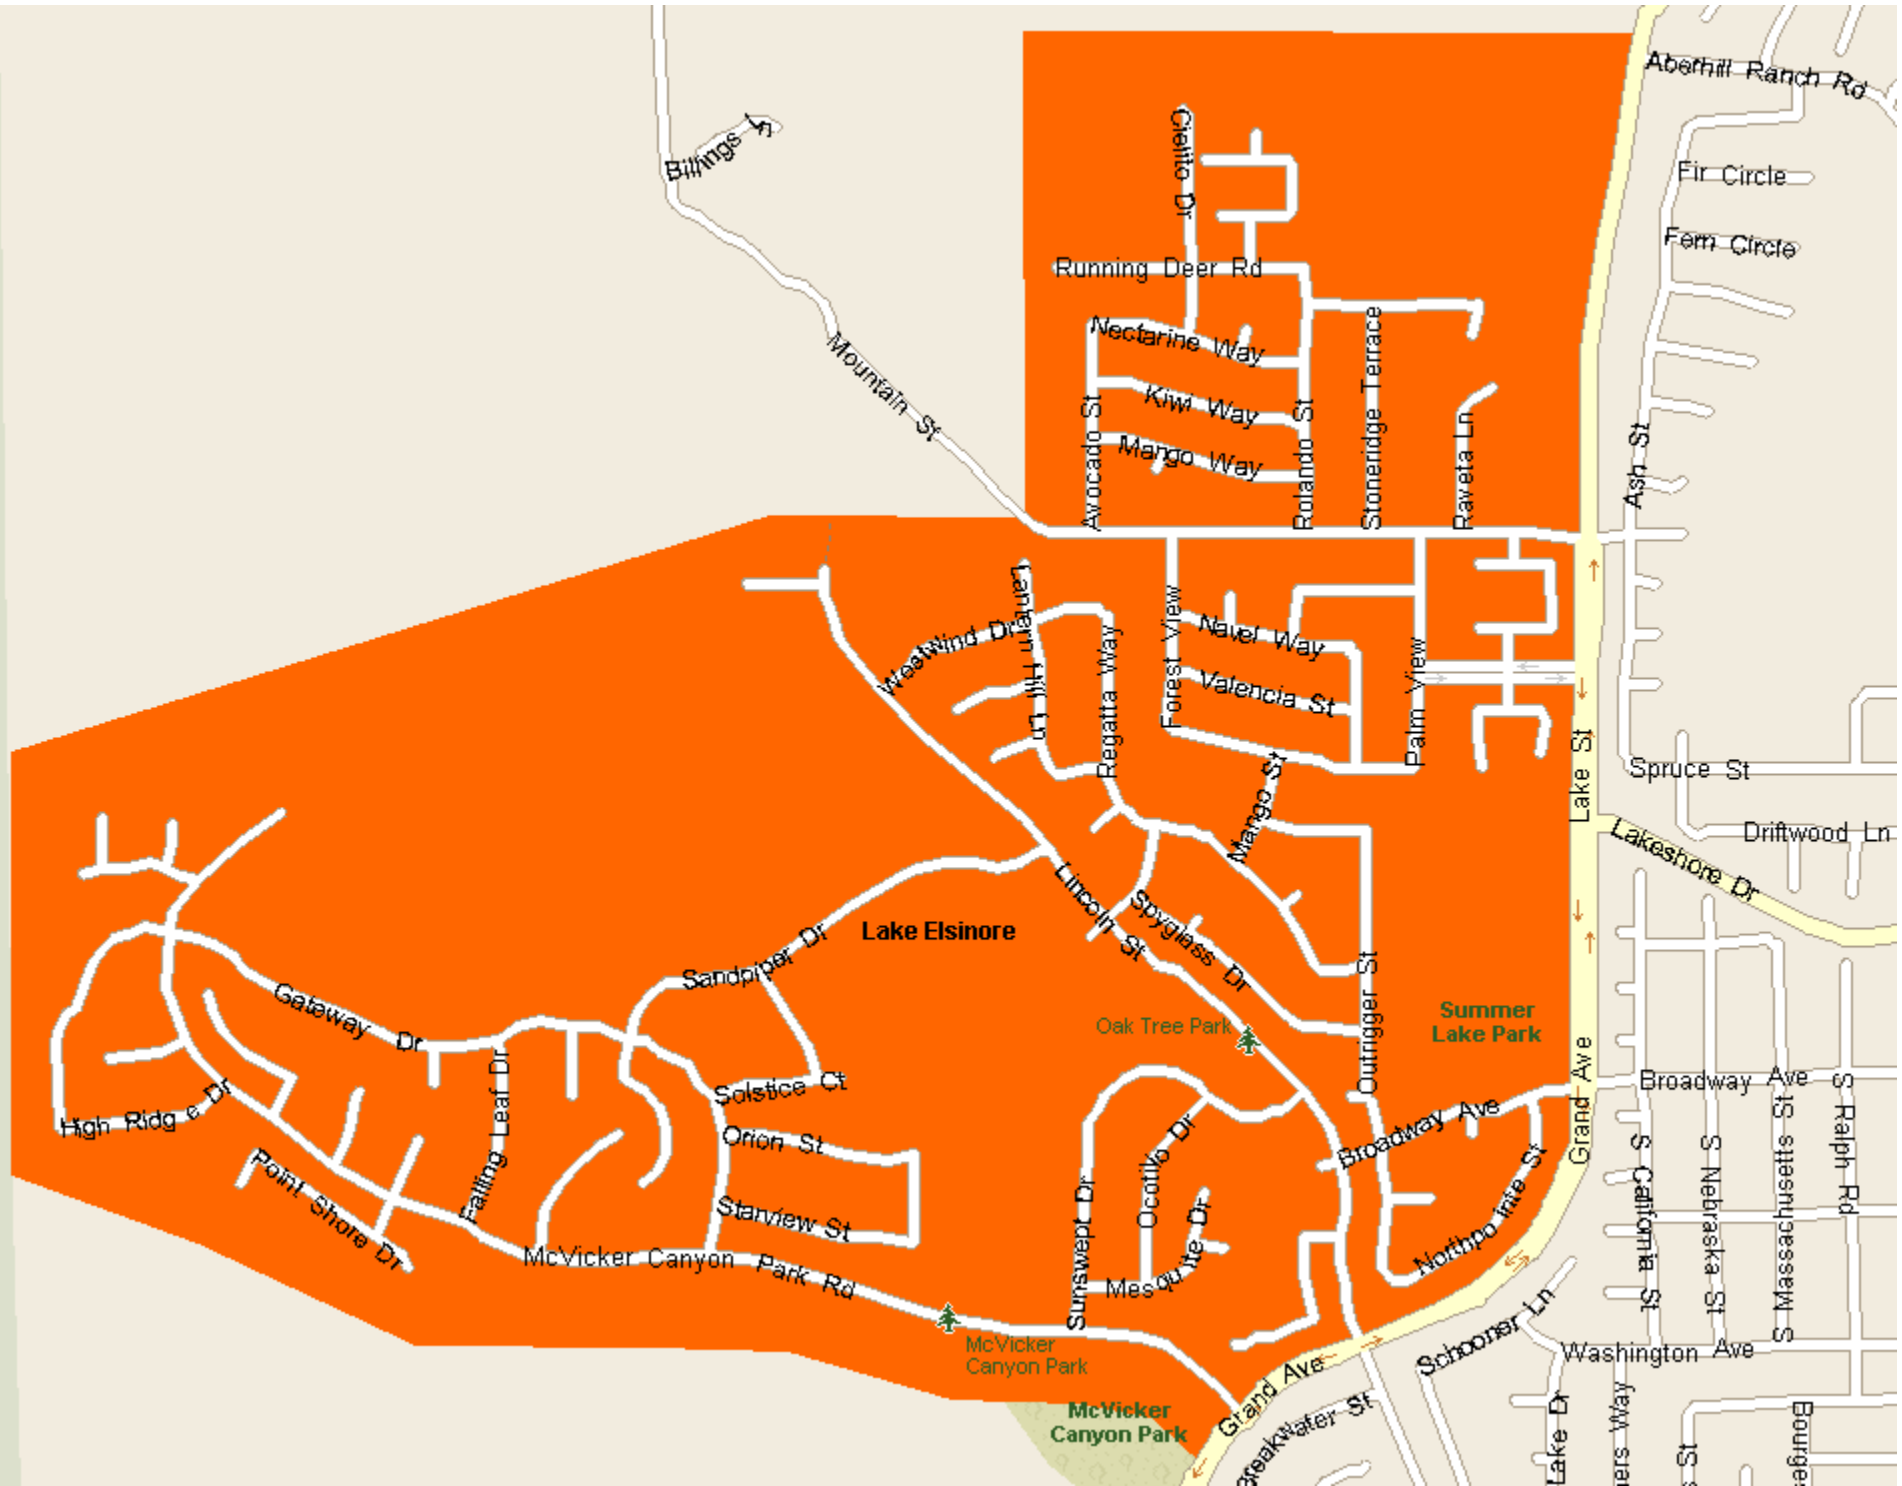 Aberhill Ranch Rd
Billings Ln
Cielito Dr
Fir Circle
Fern Circle
Running Deer Rd
Nectarine Way
Mountain St
Kiwi Way
Avocado St
Mango Way
Rolando St
Stoneridge Terrace
Raveta Ln
Ash St
Lantern Hill Ln
Westwind Dr
Regatta Way
Forest View
Navel Way
Valencia St
Palm View
Lake St
Spruce St
Mango St
Driftwood Ln
Lakeshore Dr
Lincoln St
Spyglass Dr
Lake Elsinore
Sandpiper Dr
Outrigger St
Gateway Dr
Oak Tree Park
Summer
Lake Park
Grand Ave
Broadway Ave
Solstice Ct
Falling Leaf Dr
High Ridge Dr
Orion St
Broadway Ave
Point Shore Dr
Starview St
Sunswept Dr
Ocotillo Dr
Mesquite Dr
Northpointe St
S California St
S Nebraska St
S Massachusetts St
S Ralph Rd
McVicker Canyon Park Rd
McVicker
Canyon Park
McVicker
Canyon Park
Grand Ave
Schooner Ln
Washington Ave
Breakwater St
Lake Dr
ers Way
St